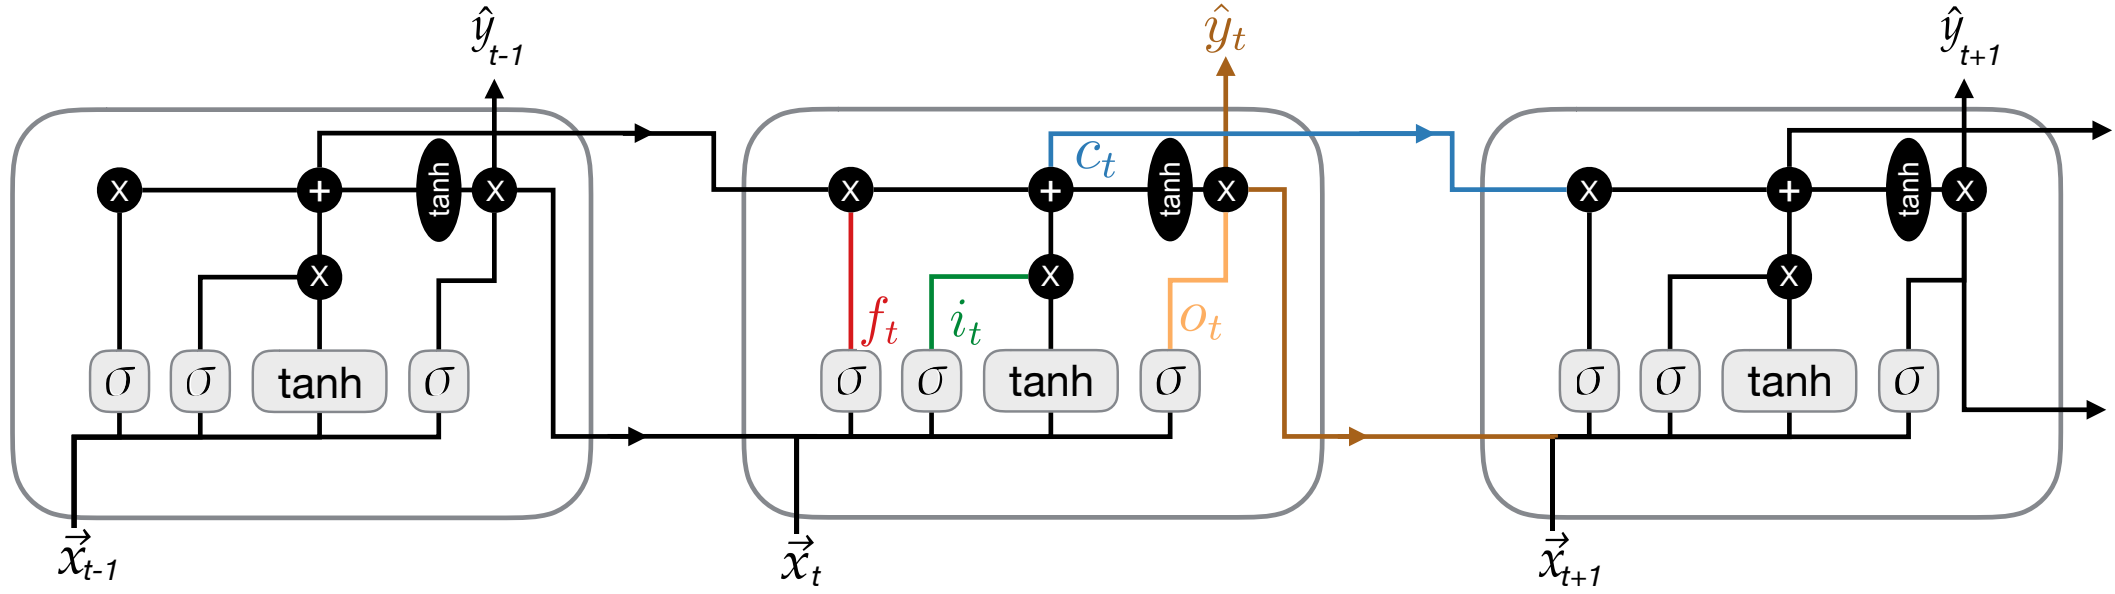 ŷt-1 ŷt ŷt+1
tanh tanh tanh
X + X X + X X + X
ct
X X X
ft it ot
σ σ tanh σ σ σ tanh σ σ σ tanh σ
x⃗t-1 x⃗t x⃗t+1